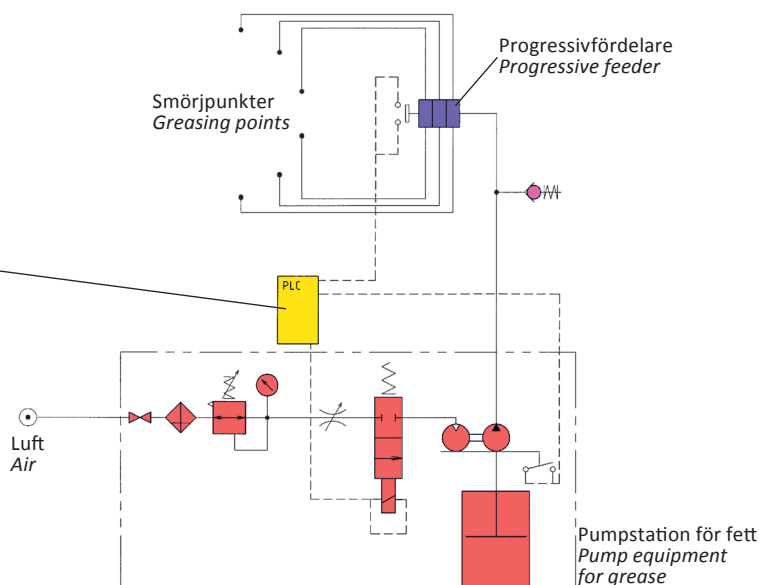 Progressivfördelare
Progressive feeder
Smörjpunkter
Greasing points
PLC
Luft
Air
Pumpstation för fett
Pump equipment
for grease